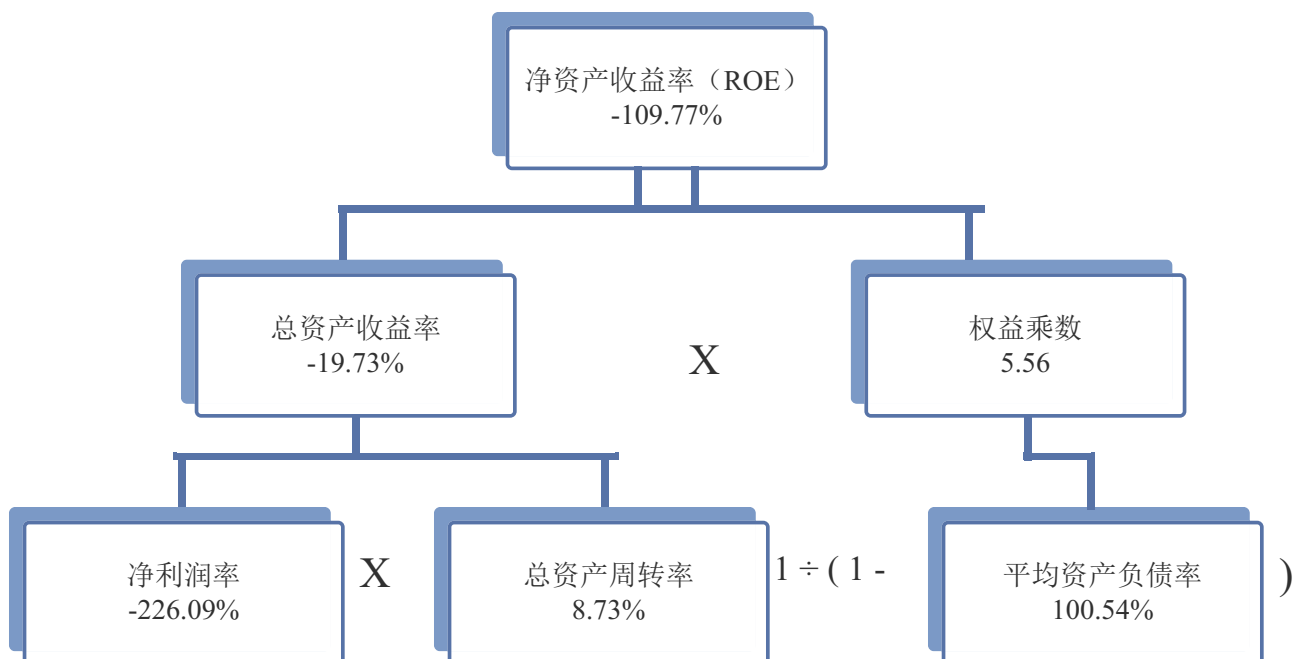 净资产收益率（ROE）
-109.77%
总资产收益率
-19.73%
X
权益乘数
5.56
净利润率
-226.09%
X
总资产周转率
8.73%
1 ÷ ( 1 -
平均资产负债率
100.54%
)